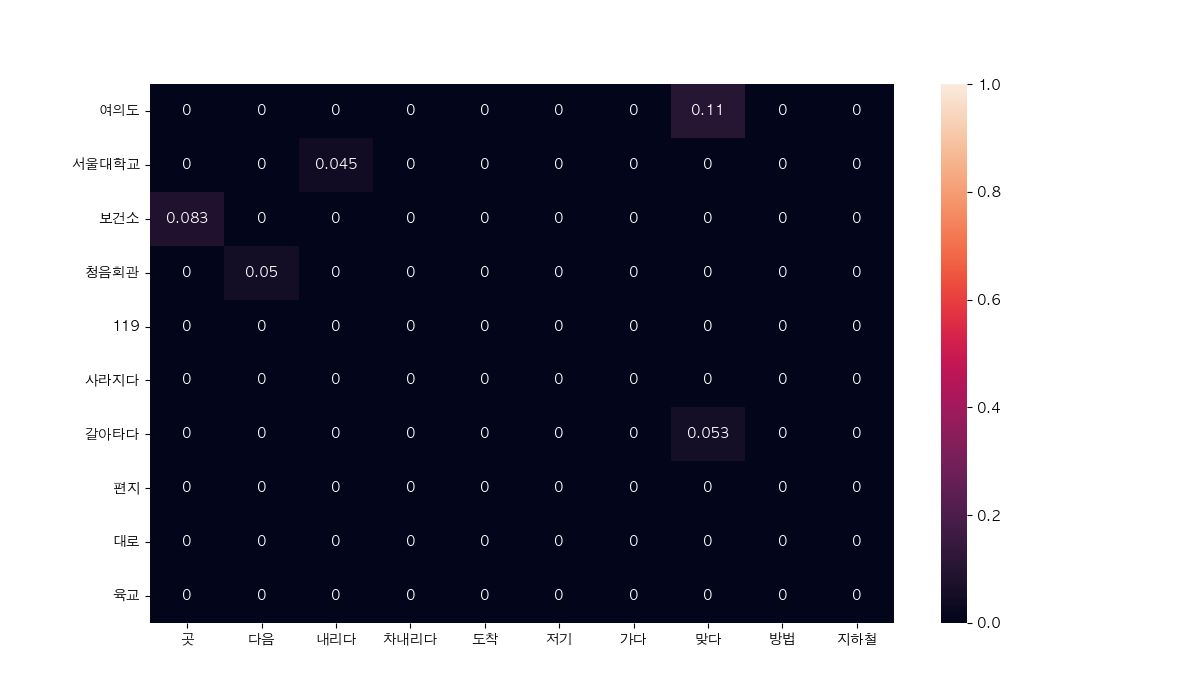 여의도 0 0 0 0 0 0 0 0.11 0 0
서울대학교 0 0 0.045 0 0 0 0 0 0 0
보건소 0.083 0 0 0 0 0 0 0 0 0
청음회관 0 0.05 0 0 0 0 0 0 0 0
119 0 0 0 0 0 0 0 0 0 0
사라지다 0 0 0 0 0 0 0 0 0 0
갈아타다 0 0 0 0 0 0 0 0.053 0 0
편지 0 0 0 0 0 0 0 0 0 0
대로 0 0 0 0 0 0 0 0 0 0
육교 0 0 0 0 0 0 0 0 0 0
곳 다음 내리다 차내리다 도착 저기 가다 맞다 방법 지하철
1.0
0.8
0.6
0.4
0.2
0.0